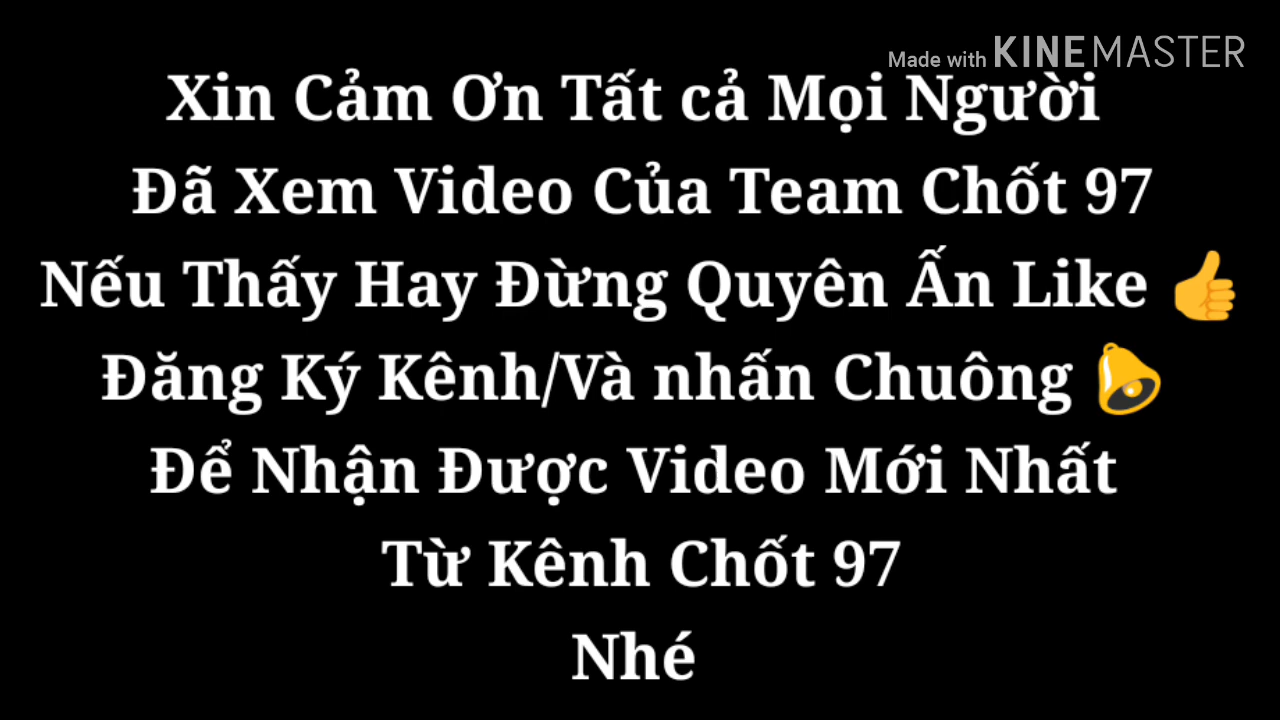 Made with KINEMASTER
Xin Cảm Ơn Tất cả Mọi Người
Đã Xem Video Của Team Chốt 97
Nếu Thấy Hay Đừng Quyên Ấn Like 👍
Đăng Ký Kênh/Và nhấn Chuông 🔔
Để Nhận Được Video Mới Nhất
Từ Kênh Chốt 97
Nhé